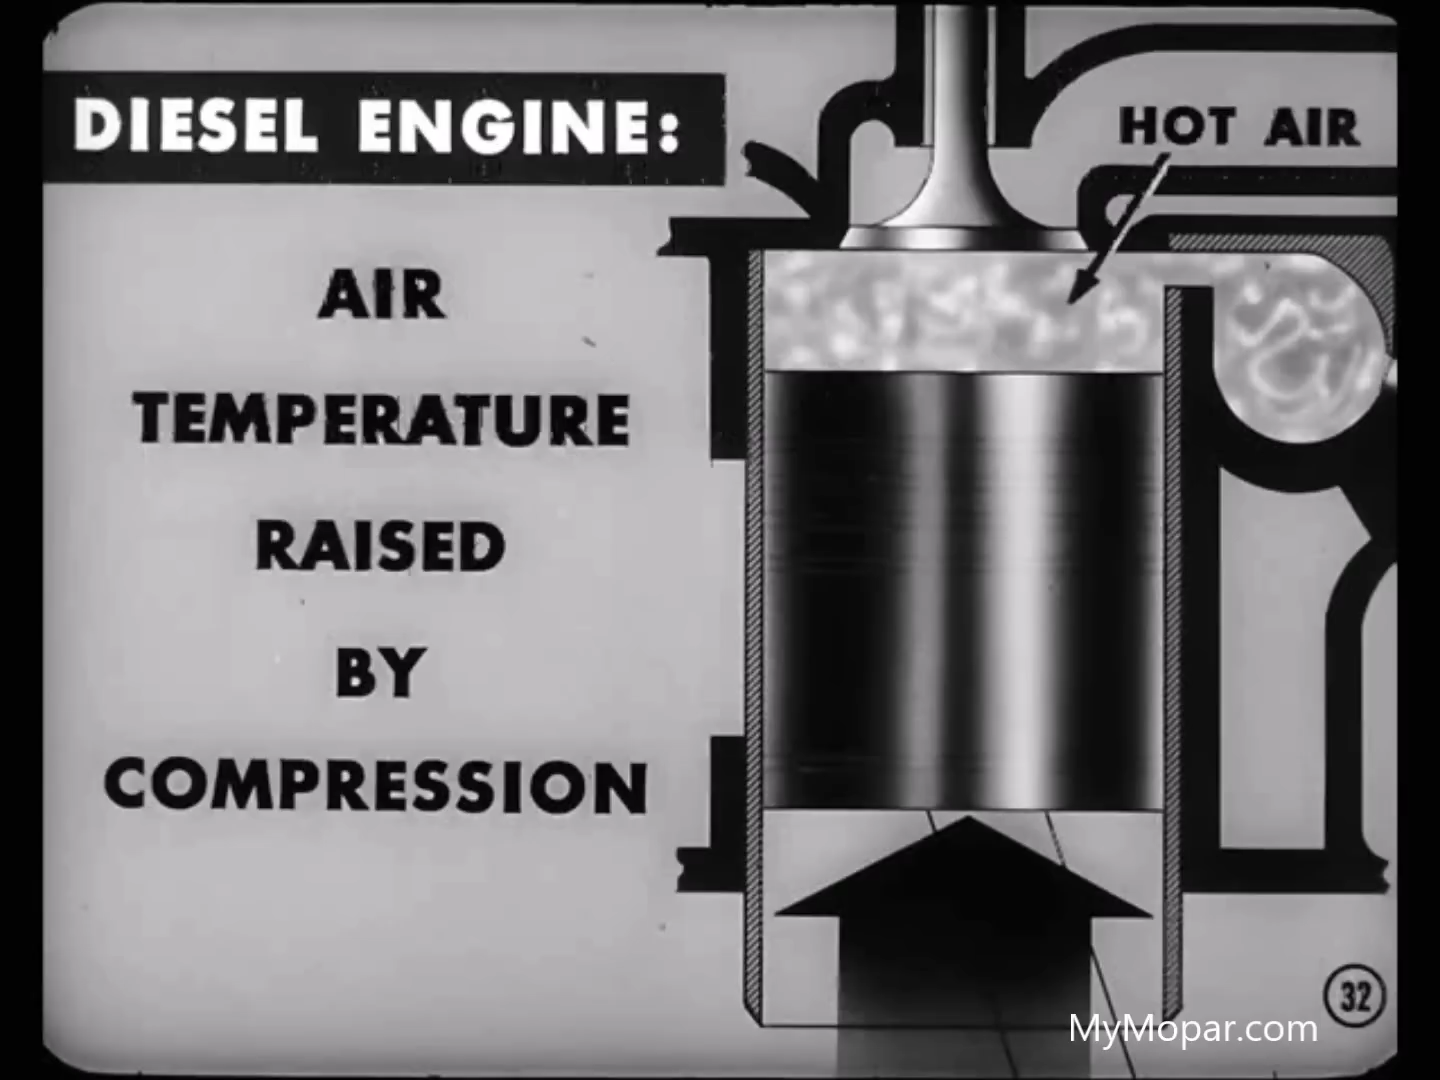 DIESEL ENGINE:
HOT AIR
AIR
TEMPERATURE
RAISED
BY
COMPRESSION
32
MyMopar.com